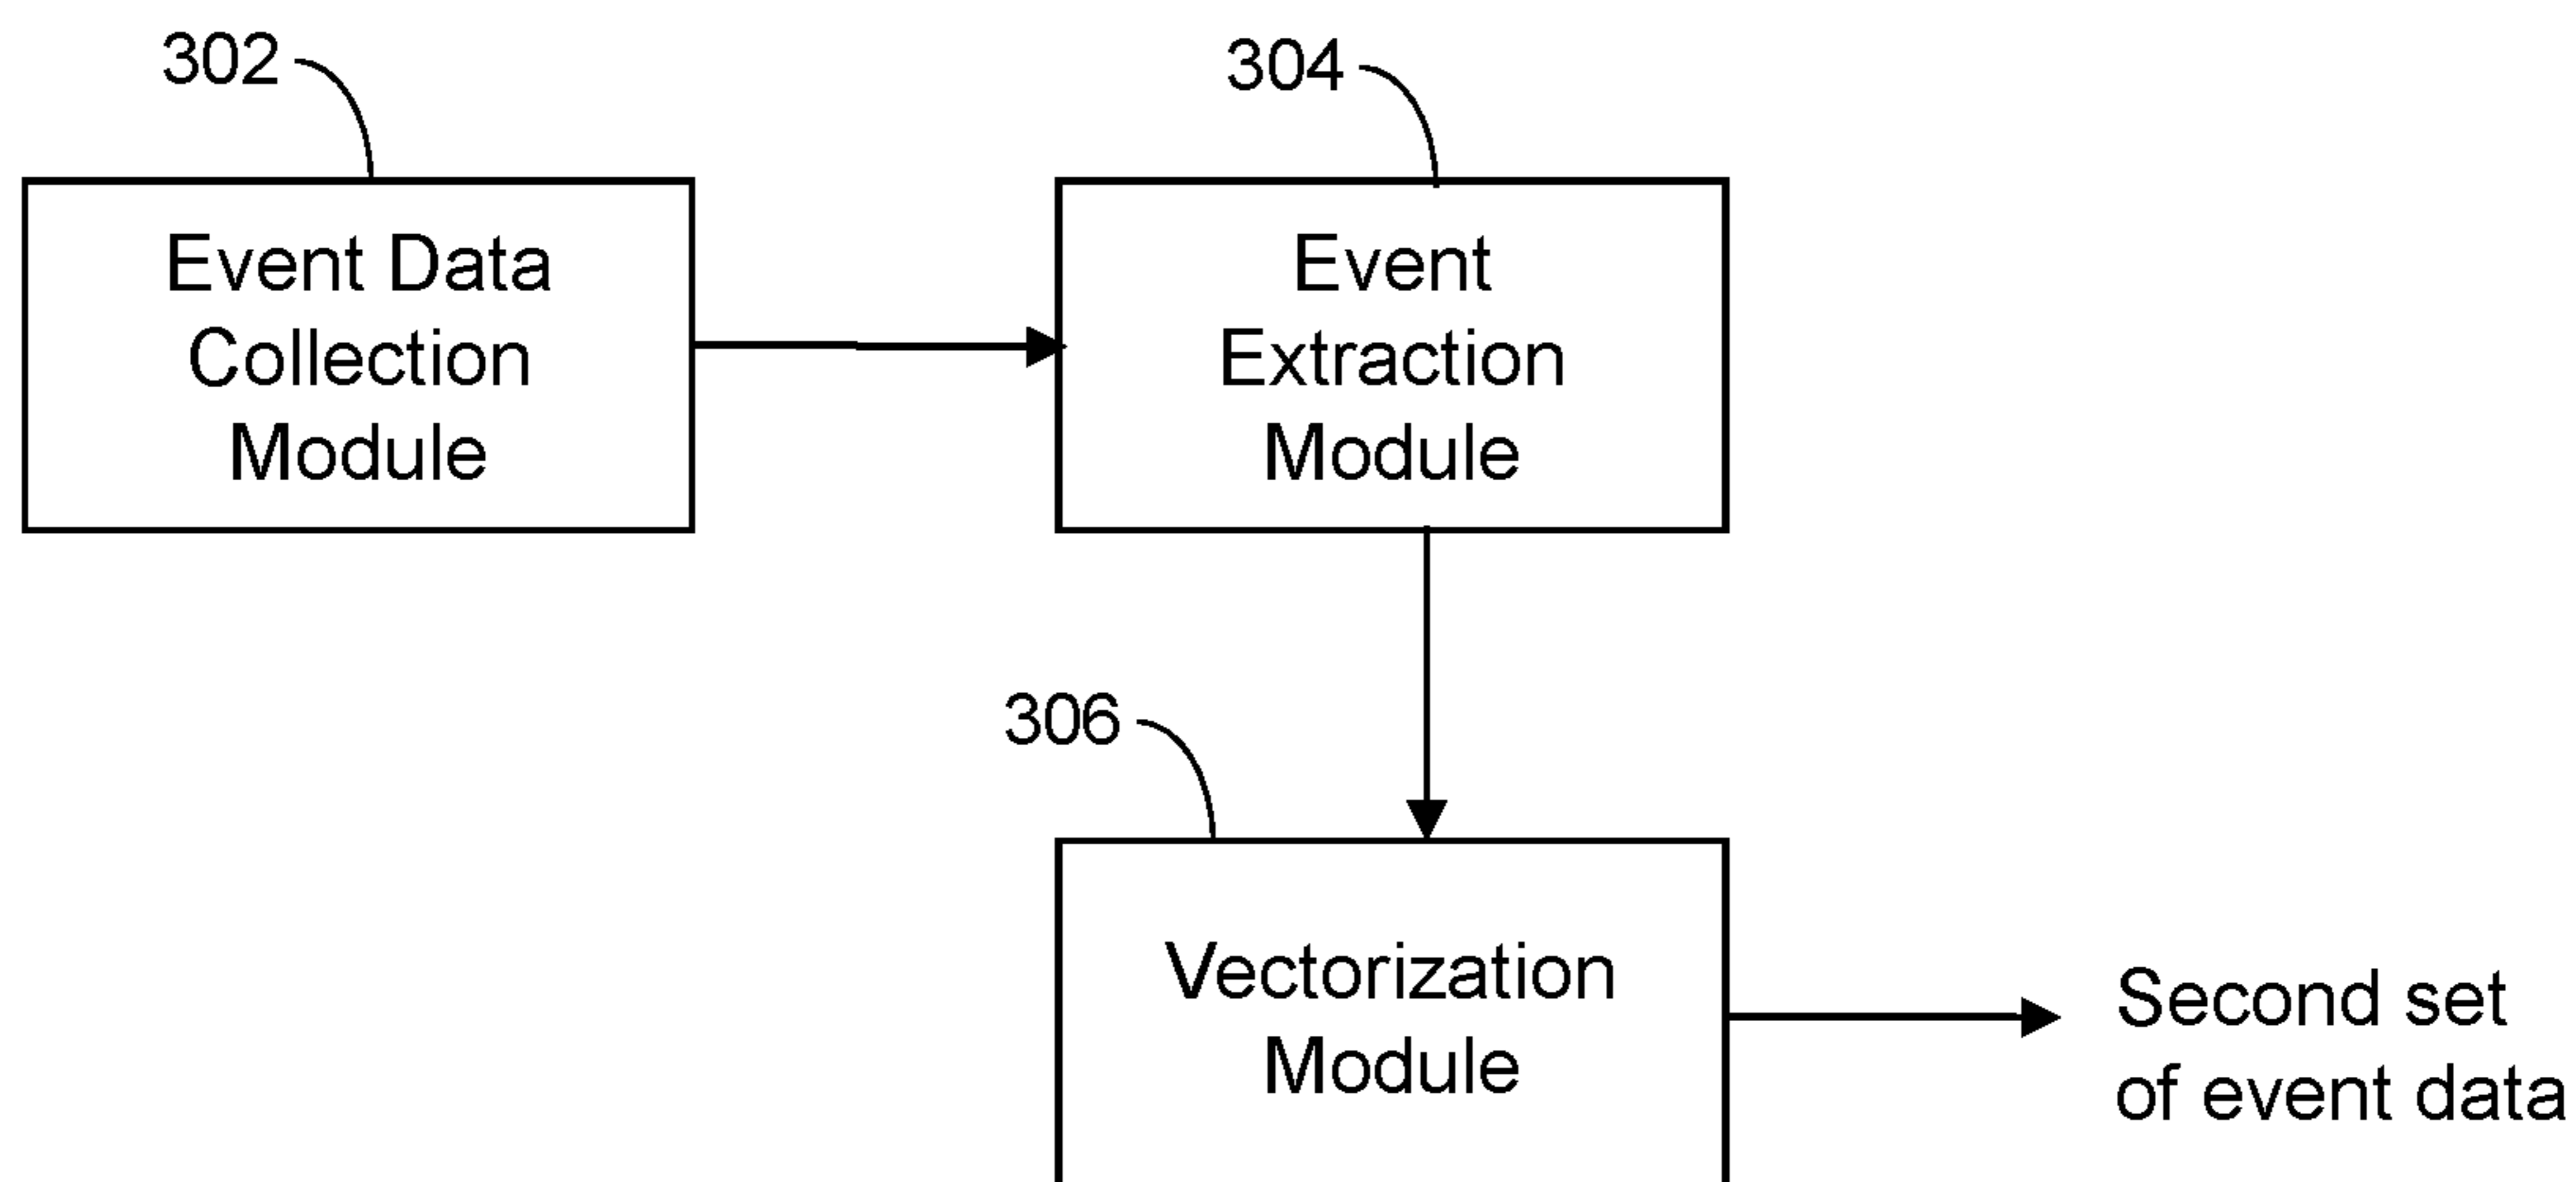 302
304
Event Data
Collection
Module
Event
Extraction
Module
306
Vectorization
Module
Second set
of event data